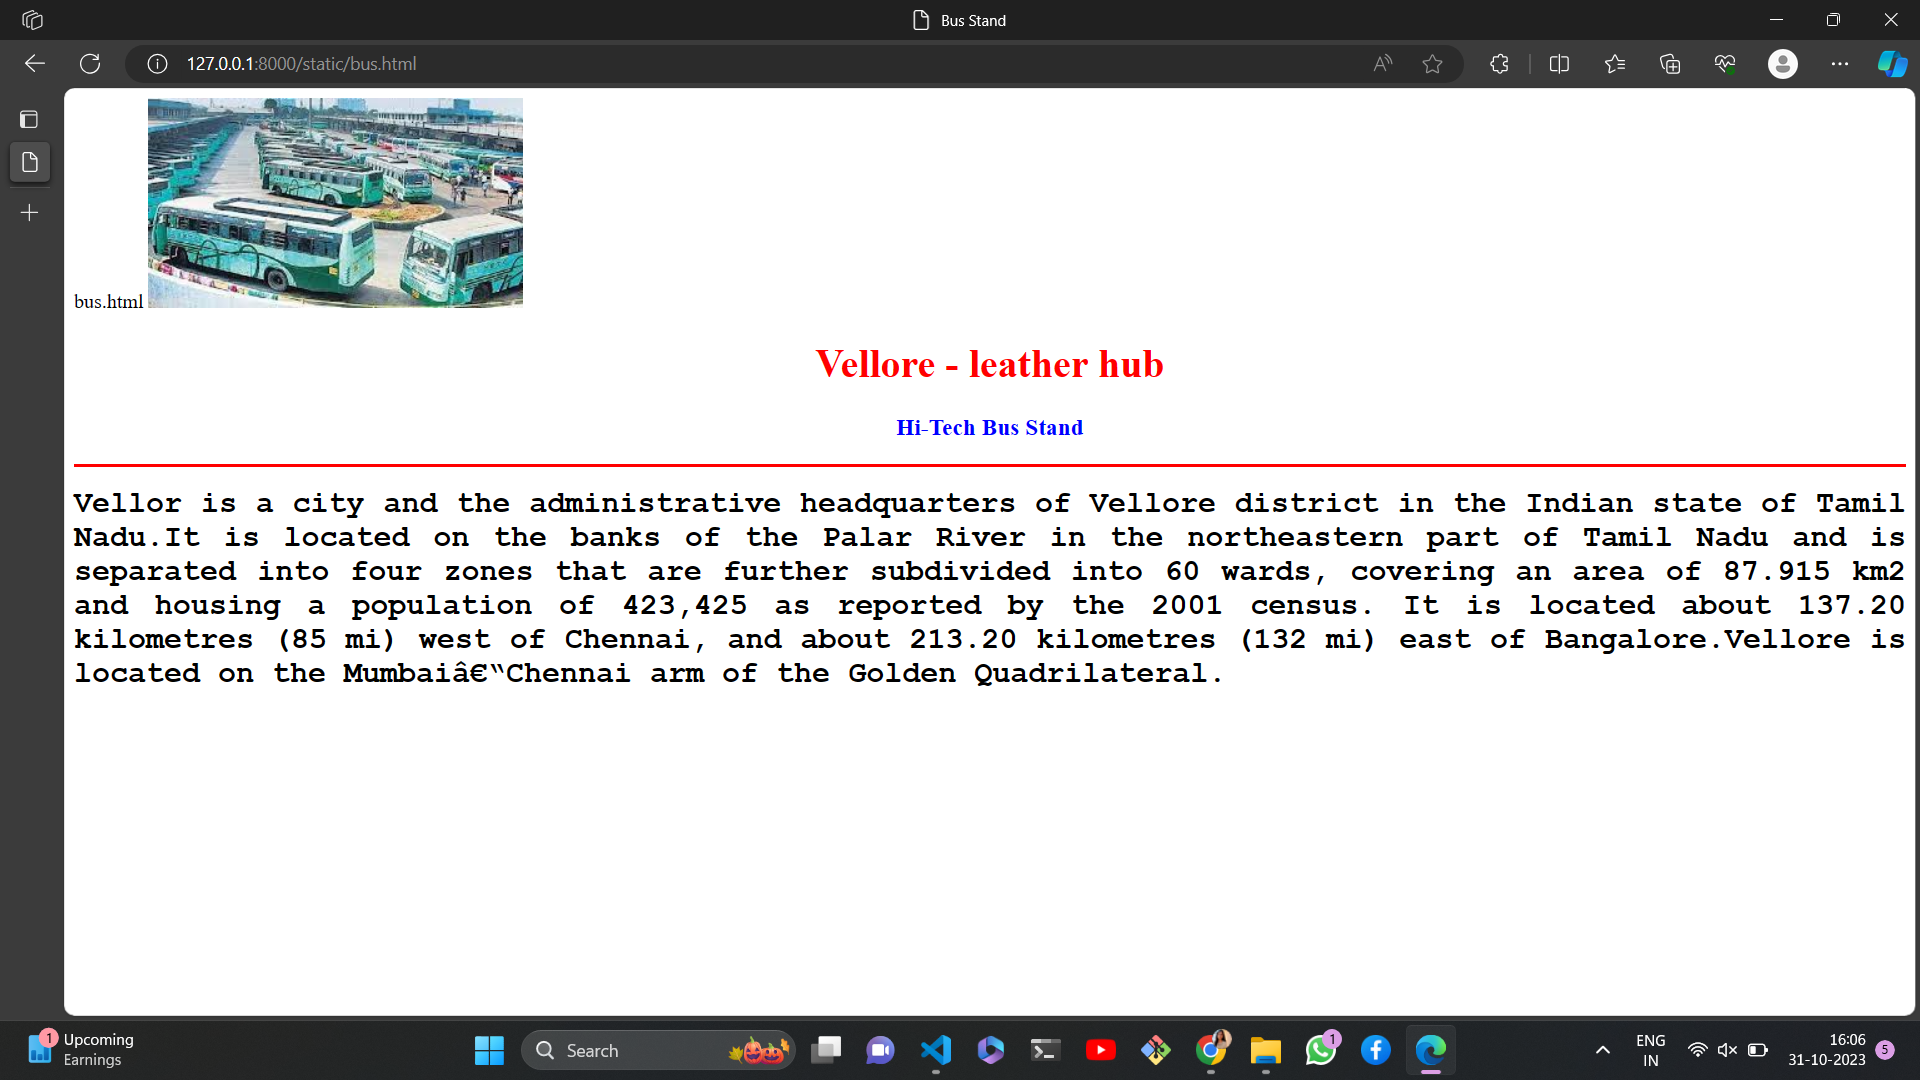 Bus Stand
127.0.0.1:8000/static/bus.html
bus.html
Vellore - leather hub
Hi-Tech Bus Stand
Vellor is a city and the administrative headquarters of Vellore district in the Indian state of Tamil
Nadu.It is located on the banks of the Palar River in the northeastern part of Tamil Nadu and is
separated into four zones that are further subdivided into 60 wards, covering an area of 87.915 km2
and housing a population of 423,425 as reported by the 2001 census. It is located about 137.20
kilometres (85 mi) west of Chennai, and about 213.20 kilometres (132 mi) east of Bangalore.Vellore is
located on the Mumbaiâ€“Chennai arm of the Golden Quadrilateral.
1
Upcoming
Earnings
Search
1
ENG
IN
16:06
31-10-2023
5